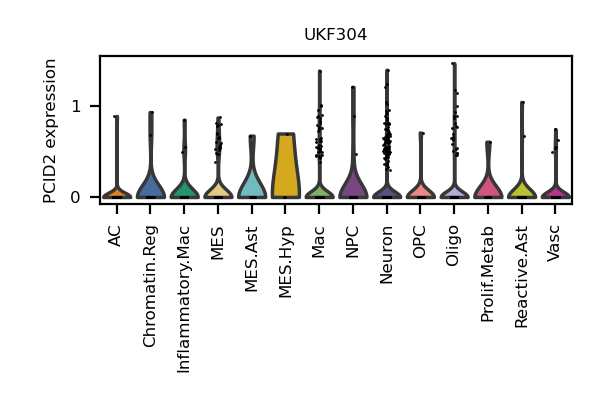 UKF304
PCID2 expression
1
0
AC
Chromatin.Reg
Inflammatory.Mac
MES
MES.Ast
MES.Hyp
Mac
NPC
Neuron
OPC
Oligo
Prolif.Metab
Reactive.Ast
Vasc